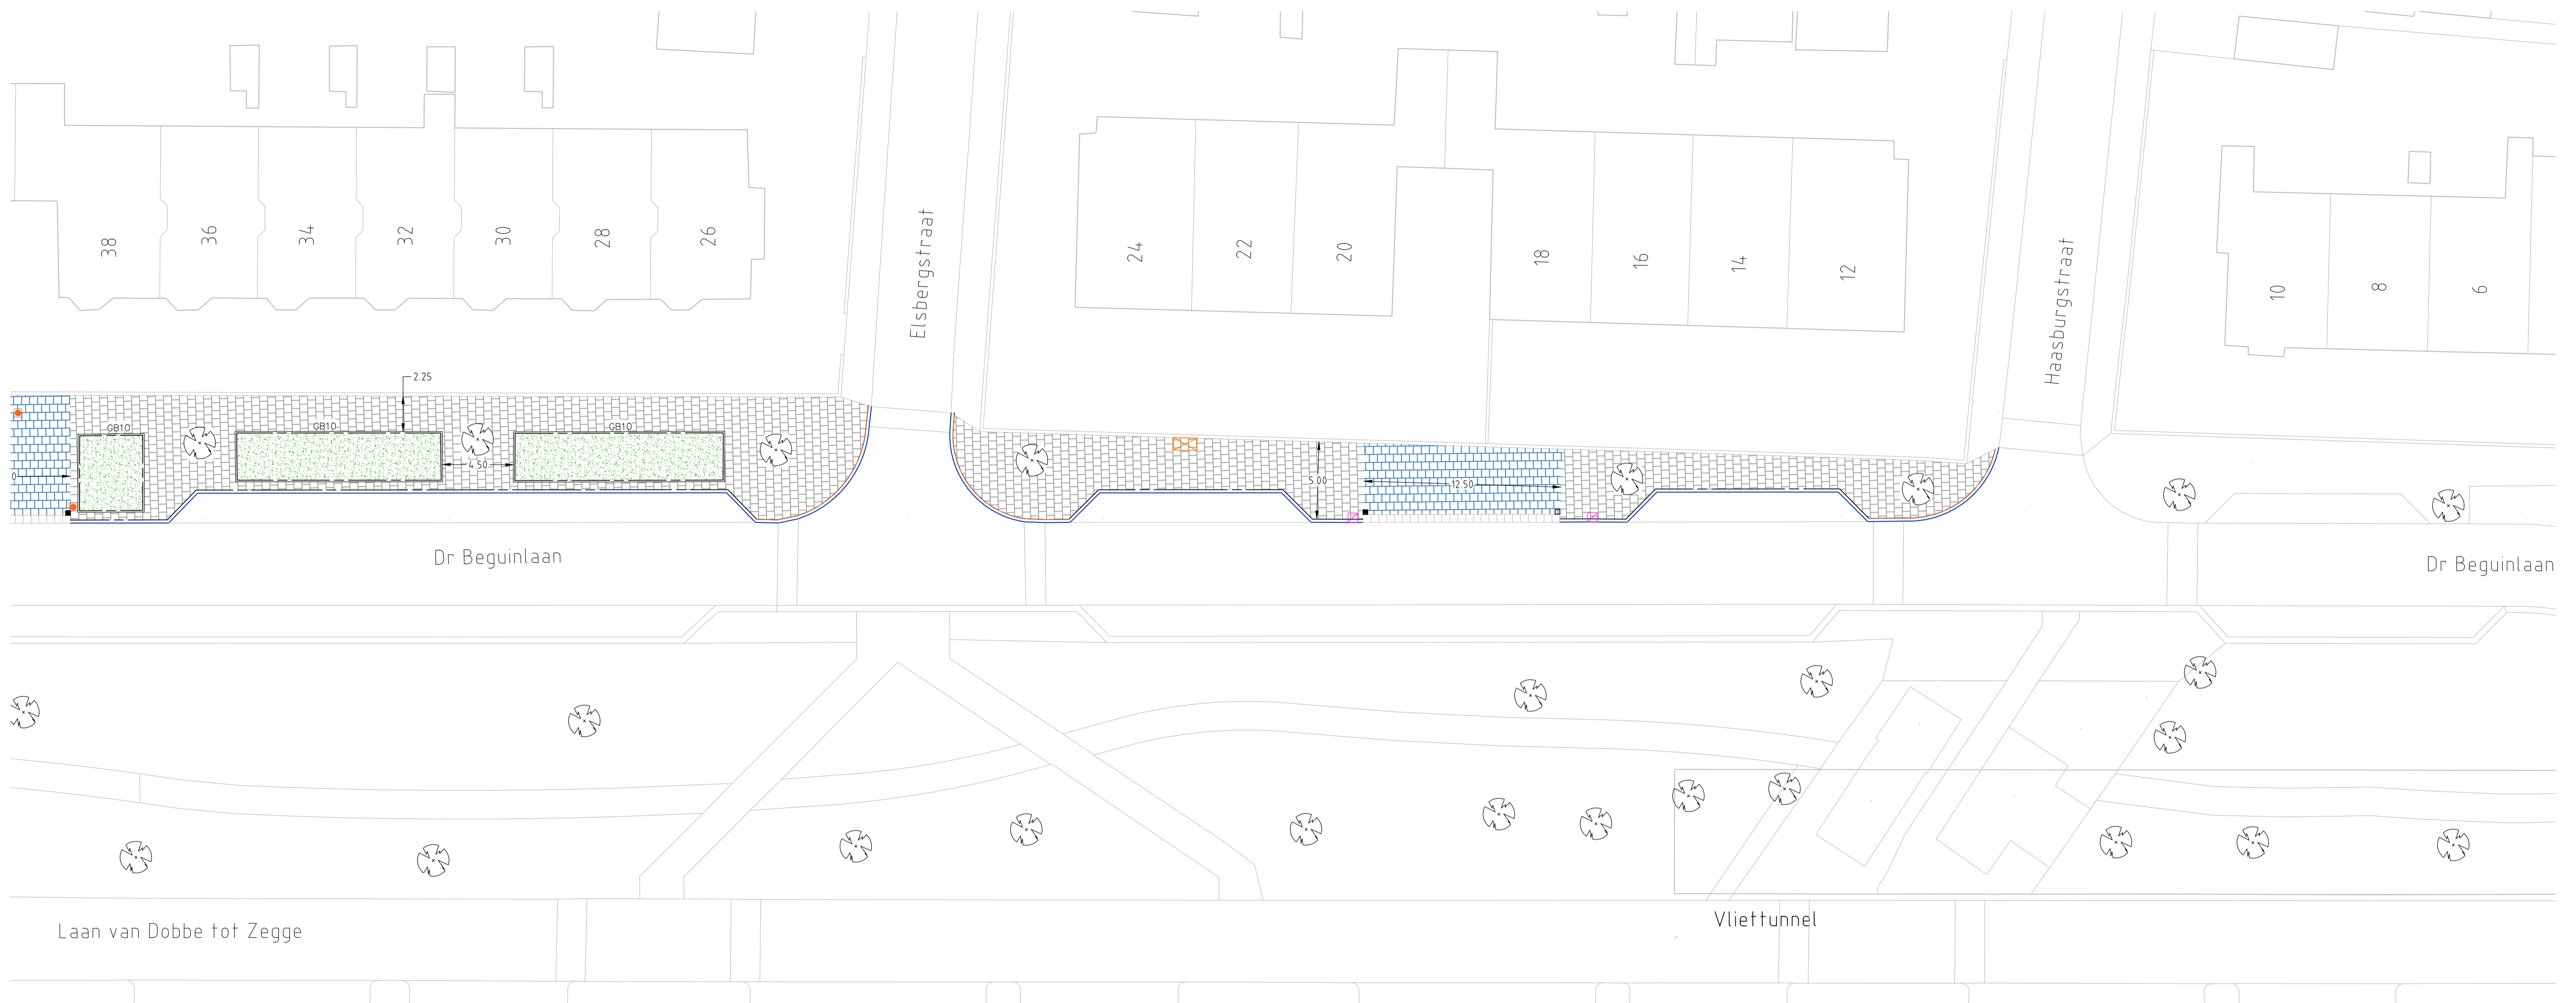 38
36
34
32
30
28
26
Elsbergstraat
24
22
20
18
16
14
12
Haasburgstraat
10
8
6
2.25
GB10
GB10
GB10
4.50
0
5.00
12.50
Dr Beguinlaan
Dr Beguinlaan
Laan van Dobbe tot Zegge
Vliettunnel